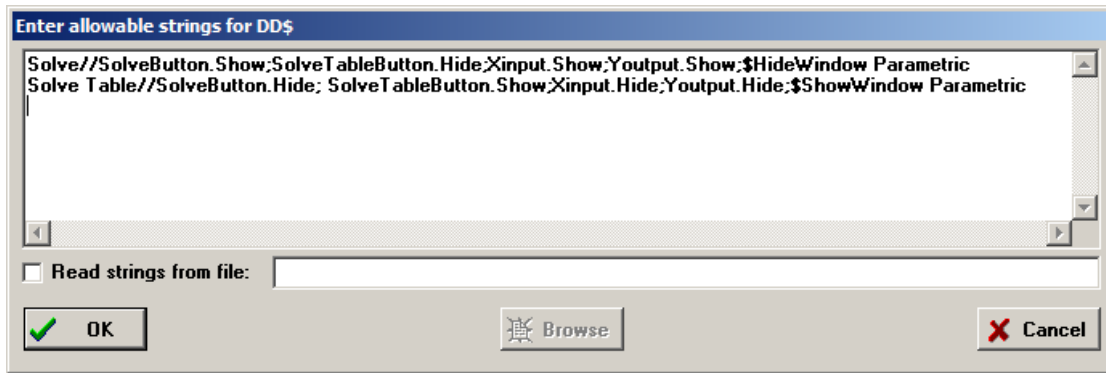 Enter allowable strings for DD$
Solve//SolveButton.Show;SolveTableButton.Hide;Xinput.Show;Youtput.Show;$HideWindow Parametric
Solve Table//SolveButton.Hide; SolveTableButton.Show;Xinput.Hide;Youtput.Hide;$ShowWindow Parametric
Read strings from file:
OK
Browse
Cancel